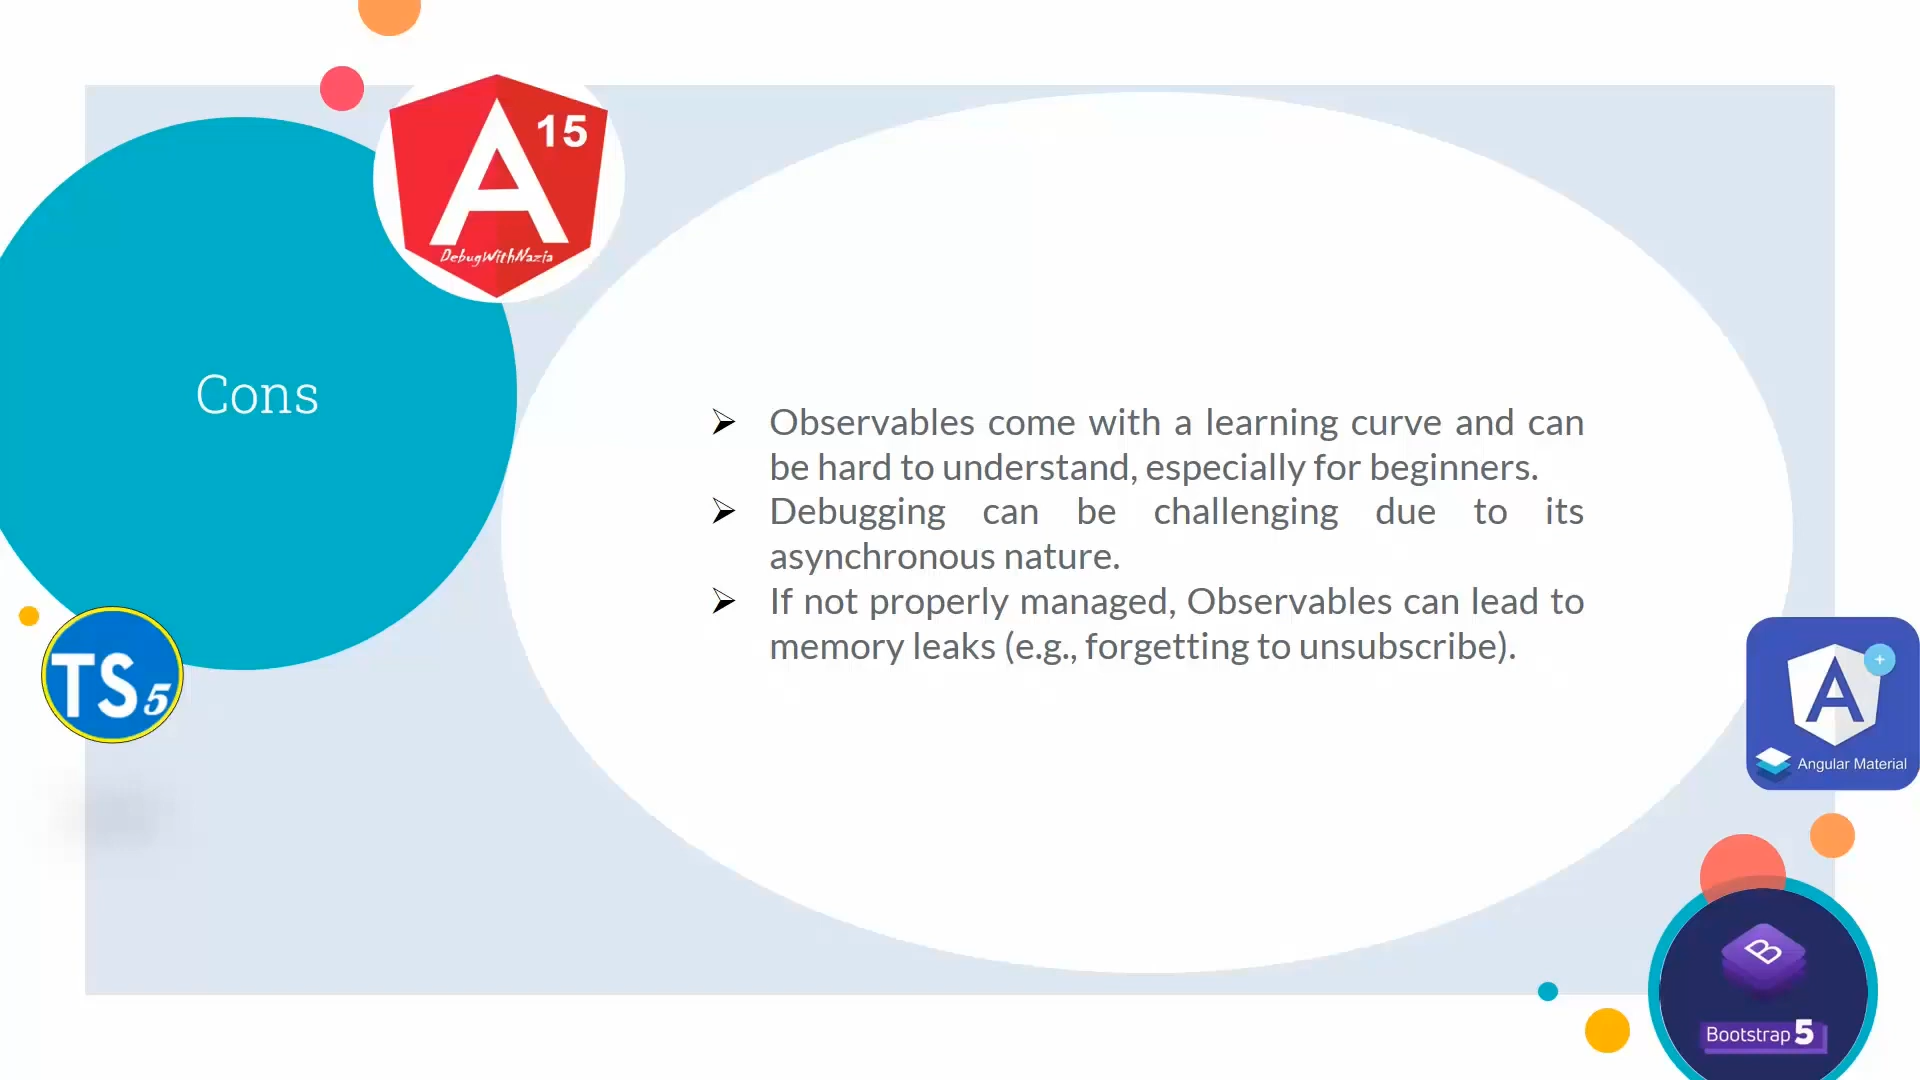 15
A
DebugWithNazia
Cons
Observables come with a learning curve and can
be hard to understand, especially for beginners.
Debugging can be challenging due to its
asynchronous nature.
If not properly managed, Observables can lead to
memory leaks (e.g., forgetting to unsubscribe).
TS 5
A
+
Angular Material
B
Bootstrap 5